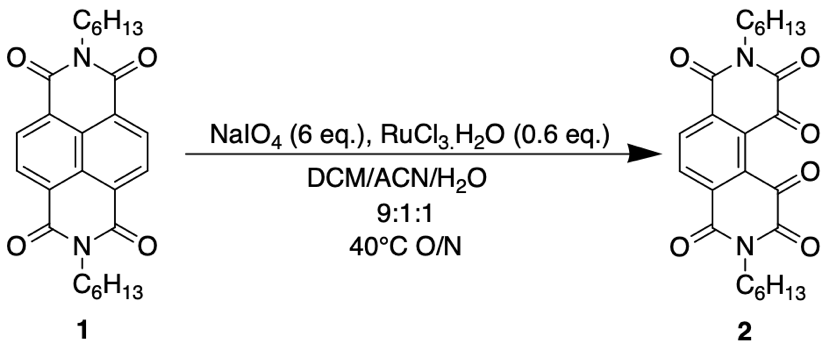 C₆H₁₃
O N O
O N O
C₆H₁₃
1
NaIO₄ (6 eq.), RuCl₃.H₂O (0.6 eq.)
DCM/ACN/H₂O
9:1:1
40°C O/N
C₆H₁₃
O N O
O
O
O N O
C₆H₁₃
2